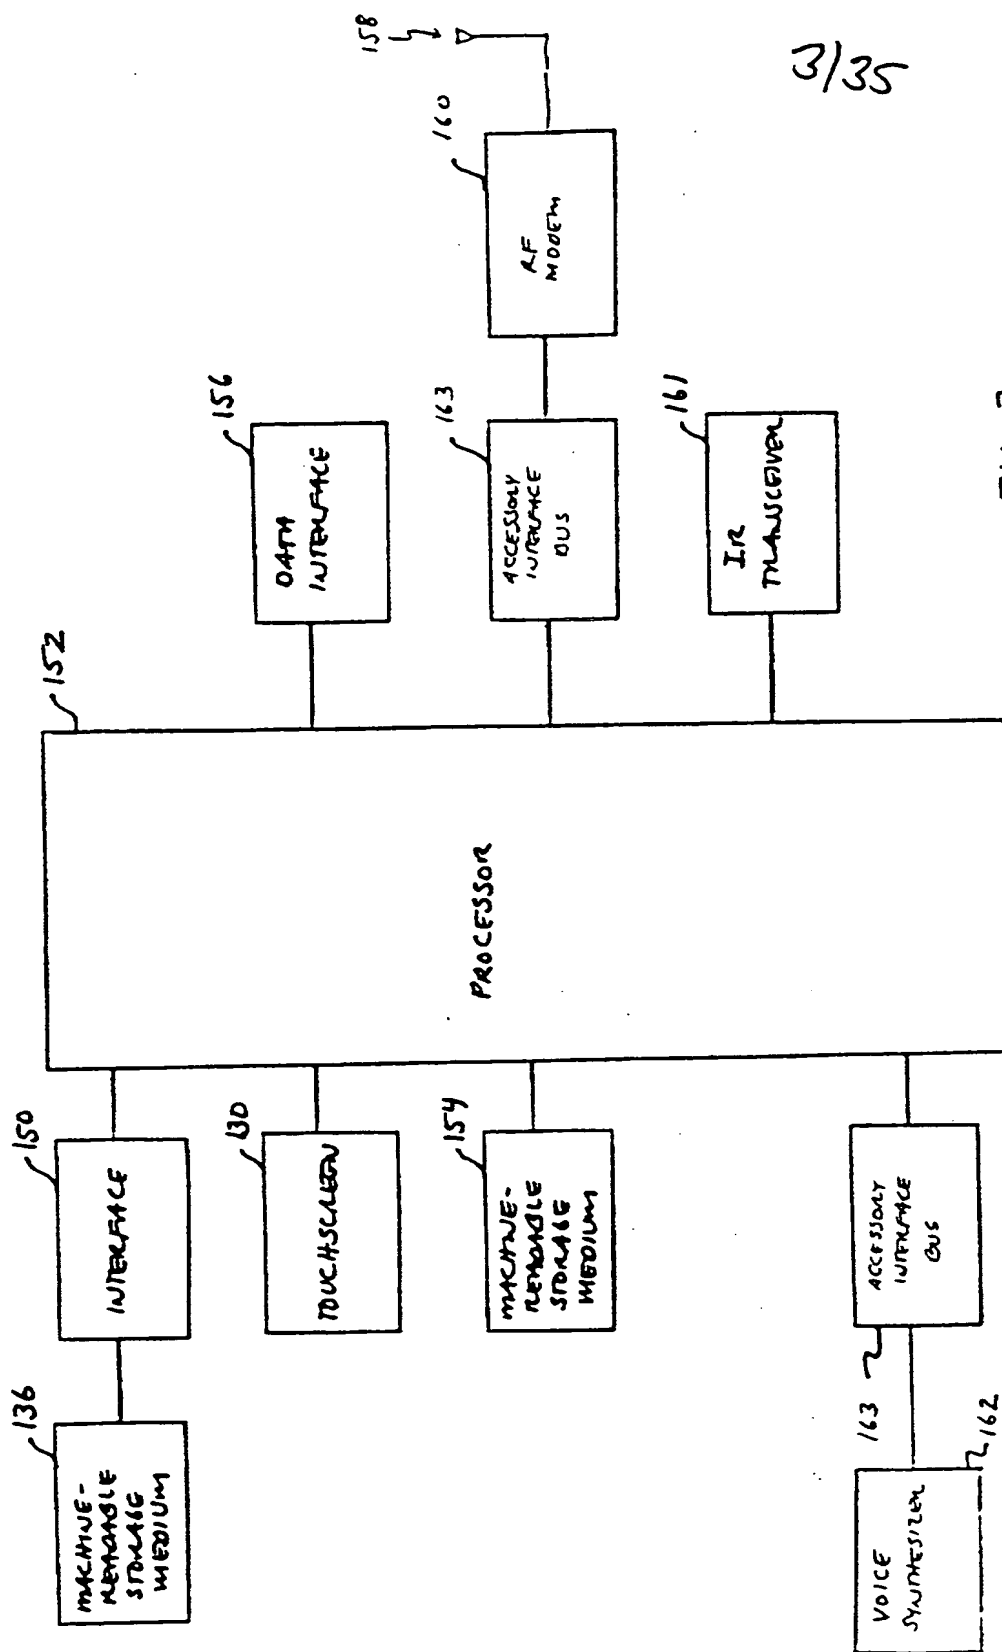 3/35
136
MACHINE-
READABLE
STORAGE
MEDIUM
150
INTERFACE
152
PROCESSOR
156
DATA
INTERFACE
130
TOUCHSCREEN
154
MACHINE-
READABLE
STORAGE
MEDIUM
163
ACCESSORY
INTERFACE
BUS
160
RF
MODEM
158
161
IR
TRANSCEIVER
163
ACCESSORY
INTERFACE
BUS
162
VOICE
SYNTHESIZER